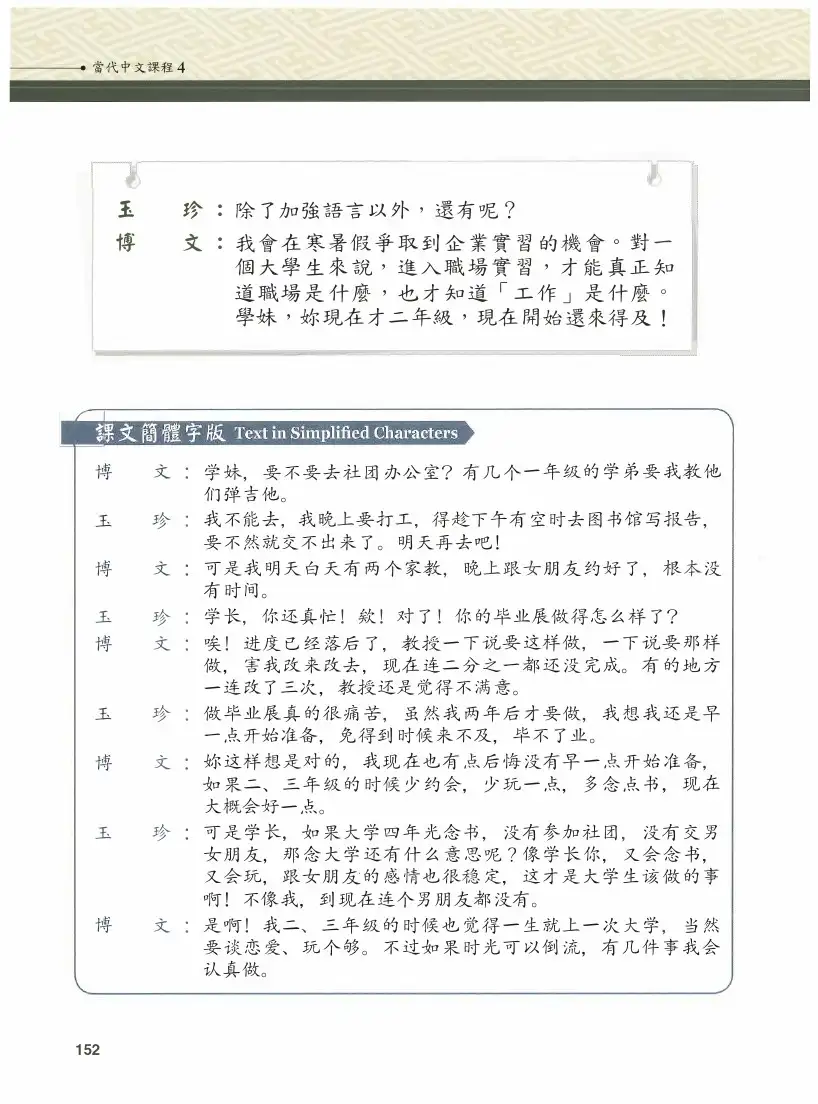 當代中文課程 4
玉　　珍：除了加強語言以外，還有呢？
博　　文：我會在寒暑假爭取到企業實習的機會。對一
個大學生來說，進入職場實習，才能真正知
道職場是什麼，也才知道「工作」是什麼。
學妹，妳現在才二年級，現在開始還來得及！
課文簡體字版 Text in Simplified Characters
博　　文：学妹，要不要去社团办公室？有几个一年级的学弟要我教他
们弹吉他。
玉　　珍：我不能去，我晚上要打工，得趁下午有空时去图书馆写报告，
要不然就交不出来了。明天再去吧！
博　　文：可是我明天白天有两个家教，晚上跟女朋友约好了，根本没
有时间。
玉　　珍：学长，你还真忙！欸！对了！你的毕业展做得怎么样了？
博　　文：唉！进度已经落后了，教授一下说要这样做，一下说要那样
做，害我改来改去，现在连二分之一都还没完成。有的地方
一连改了三次，教授还是觉得不满意。
玉　　珍：做毕业展真的很痛苦，虽然我两年后才要做，我想我还是早
一点开始准备，免得到时候来不及，毕不了业。
博　　文：妳这样想是对的，我现在也有点后悔没有早一点开始准备，
如果二、三年级的时候少约会，少玩一点，多念点书，现在
大概会好一点。
玉　　珍：可是学长，如果大学四年光念书，没有参加社团，没有交男
女朋友，那念大学还有什么意思呢？像学长你，又会念书，
又会玩，跟女朋友的感情也很稳定，这才是大学生该做的事
啊！不像我，到现在连个男朋友都没有。
博　　文：是啊！我二、三年级的时候也觉得一生就上一次大学，当然
要谈恋爱、玩个够。不过如果时光可以倒流，有几件事我会
认真做。
152